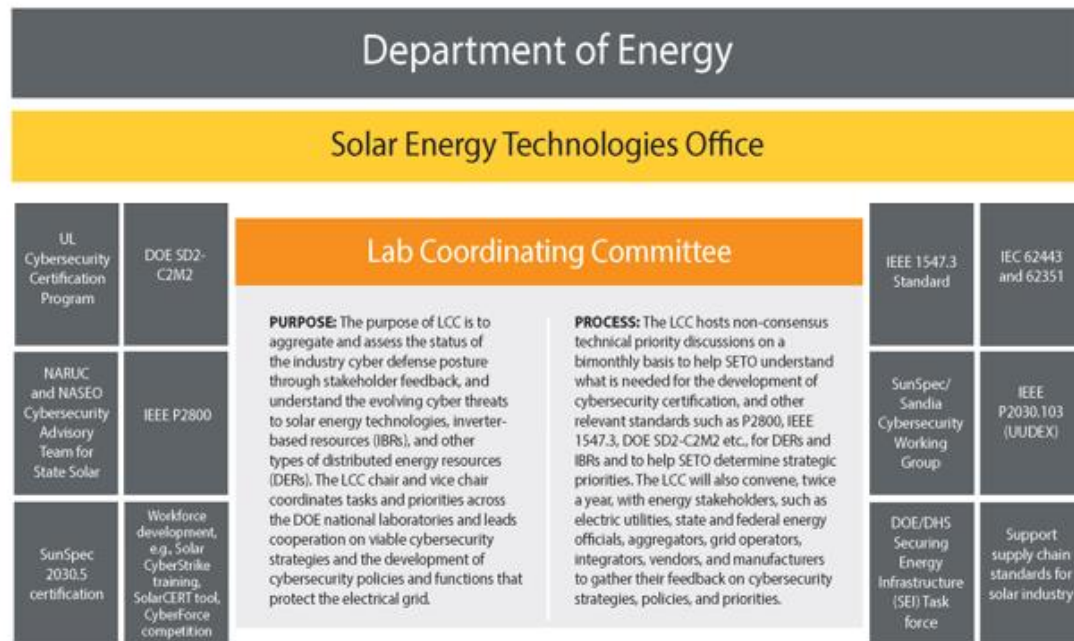 Department of Energy
Solar Energy Technologies Office
UL
Cybersecurity
Certification
Program
DOE SD2-
C2M2
NARUC
and NASEO
Cybersecurity
Advisory
Team for
State Solar
IEEE P2800
SunSpec
2030.5
certification
Workforce
development,
e.g., Solar
CyberStrike
training,
SolarCERT tool,
CyberForce
competition
Lab Coordinating Committee
PURPOSE: The purpose of LCC is to
aggregate and assess the status of
the industry cyber defense posture
through stakeholder feedback, and
understand the evolving cyber threats
to solar energy technologies, inverter-
based resources (IBRs), and other
types of distributed energy resources
(DERs). The LCC chair and vice chair
coordinates tasks and priorities across
the DOE national laboratories and leads
cooperation on viable cybersecurity
strategies and the development of
cybersecurity policies and functions that
protect the electrical grid.
PROCESS: The LCC hosts non-consensus
technical priority discussions on a
bimonthly basis to help SETO understand
what is needed for the development of
cybersecurity certification, and other
relevant standards such as P2800, IEEE
1547.3, DOE SD2-C2M2 etc., for DERs and
IBRs and to help SETO determine strategic
priorities. The LCC will also convene, twice
a year, with energy stakeholders, such as
electric utilities, state and federal energy
officials, aggregators, grid operators,
integrators, vendors, and manufacturers
to gather their feedback on cybersecurity
strategies, policies, and priorities.
IEEE 1547.3
Standard
IEC 62443
and 62351
SunSpec/
Sandia
Cybersecurity
Working
Group
IEEE
P2030.103
(UUDEX)
DOE/DHS
Securing
Energy
Infrastructure
(SEI) Task
force
Support
supply chain
standards for
solar industry